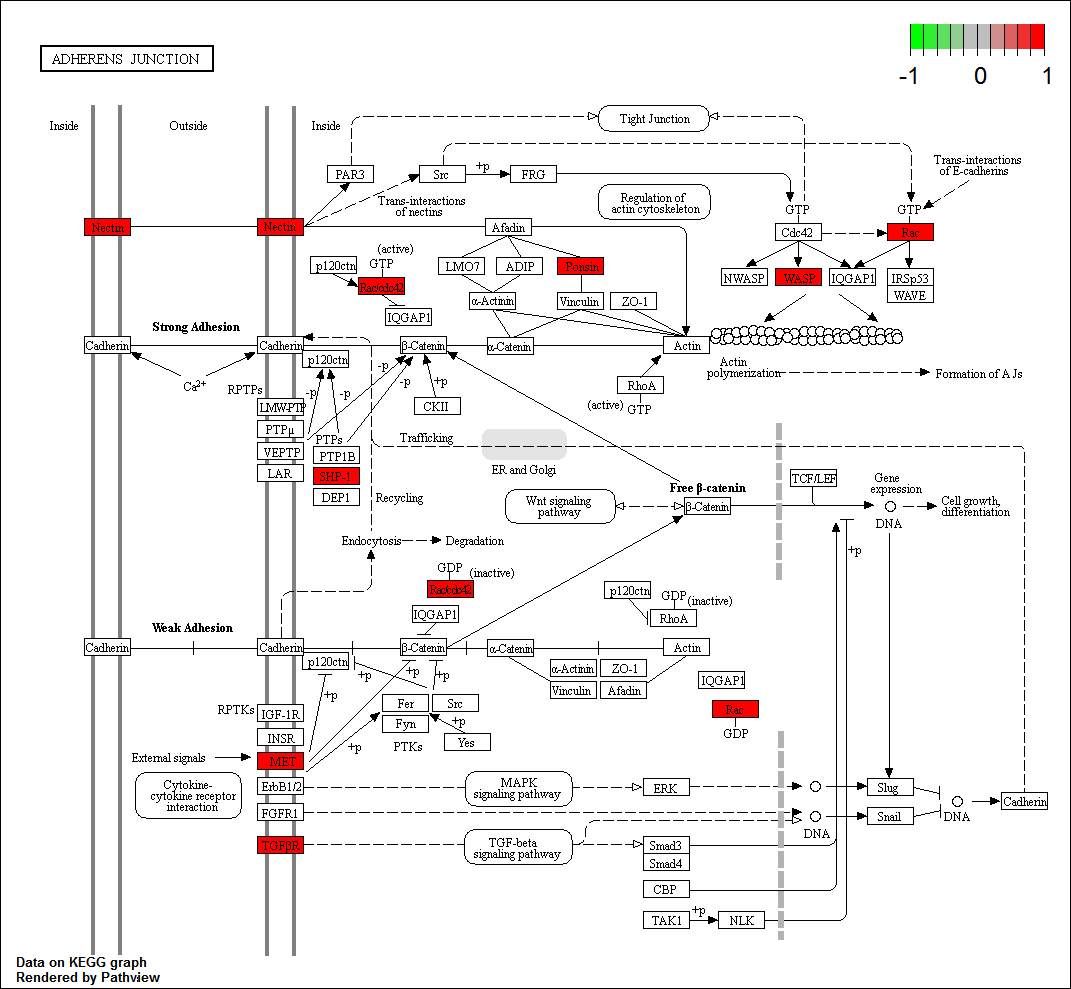 ADHERENS JUNCTION
-1 0 1
Inside
Outside
Inside
Tight Junction
PAR3
Src
+p
FRG
Trans-interactions
of E-cadherins
Trans-interactions
of nectins
Regulation of
actin cytoskeleton
GTP
GTP
Nectin
Nectin
Afadin
Cdc42
Rac
(active)
p120ctn
GTP
LMO7
ADIP
Ponsin
NWASP
WASP
IQGAP1
IRSp53
WAVE
Rac/cdc42
α-Actinin
Vinculin
ZO-1
IQGAP1
Strong Adhesion
Cadherin
Cadherin
β-Catenin
α-Catenin
Actin
p120ctn
Actin
polymerization
Formation of AJs
Ca2+
RPTPs
-p
-p
-p
+p
RhoA
(active)
GTP
LMW-PTP
CKII
PTPμ
PTPs
Trafficking
VEPTP
PTP1B
LAR
SHP-1
ER and Golgi
DEP1
Recycling
Free β-catenin
TCF/LEF
Gene
expression
Wnt signaling
pathway
β-Catenin
Cell growth,
differentiation
DNA
Endocytosis
Degradation
+p
GDP
(inactive)
Rac/cdc42
p120ctn
GDP
(inactive)
IQGAP1
RhoA
Weak Adhesion
Cadherin
Cadherin
β-Catenin
α-Catenin
Actin
p120ctn
+p
+p
+p
α-Actinin
ZO-1
IQGAP1
+p
Vinculin
Afadin
RPTKs
IGF-1R
Fer
Src
Rac
Fyn
+p
GDP
INSR
+p
PTKs
Yes
External signals
MET
Cytokine-
cytokine receptor
interaction
ErbB1/2
MAPK
signaling pathway
ERK
Slug
FGFR1
DNA
Snail
DNA
Cadherin
TGFβR
TGF-beta
signaling pathway
Smad3
Smad4
CBP
TAK1
+p
NLK
Data on KEGG graph
Rendered by Pathview